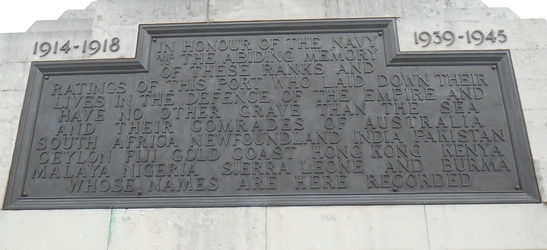 1914-1918
1939-1945
IN HONOUR OF THE NAVY
AND TO THE ABIDING MEMORY
OF THESE RANKS AND
RATINGS OF THIS PORT WHO LAID DOWN THEIR
LIVES IN THE DEFENCE OF THE EMPIRE AND
HAVE NO OTHER GRAVE THAN THE SEA
AND THEIR COMRADES OF AUSTRALIA
SOUTH AFRICA NEWFOUNDLAND INDIA PAKISTAN
CEYLON FIJI GOLD COAST HONG KONG KENYA
MALAYA NIGERIA SIERRA LEONE AND BURMA
WHOSE NAMES ARE HERE RECORDED